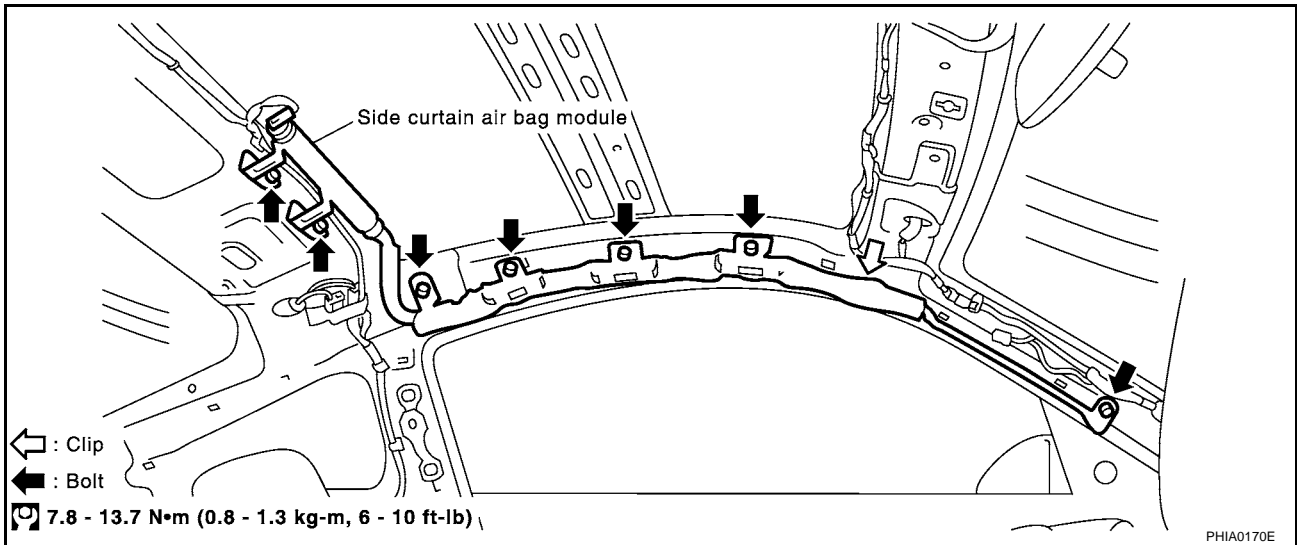 Side curtain air bag module
: Clip
: Bolt
7.8 - 13.7 N•m (0.8 - 1.3 kg-m, 6 - 10 ft-lb)
PHIA0170E